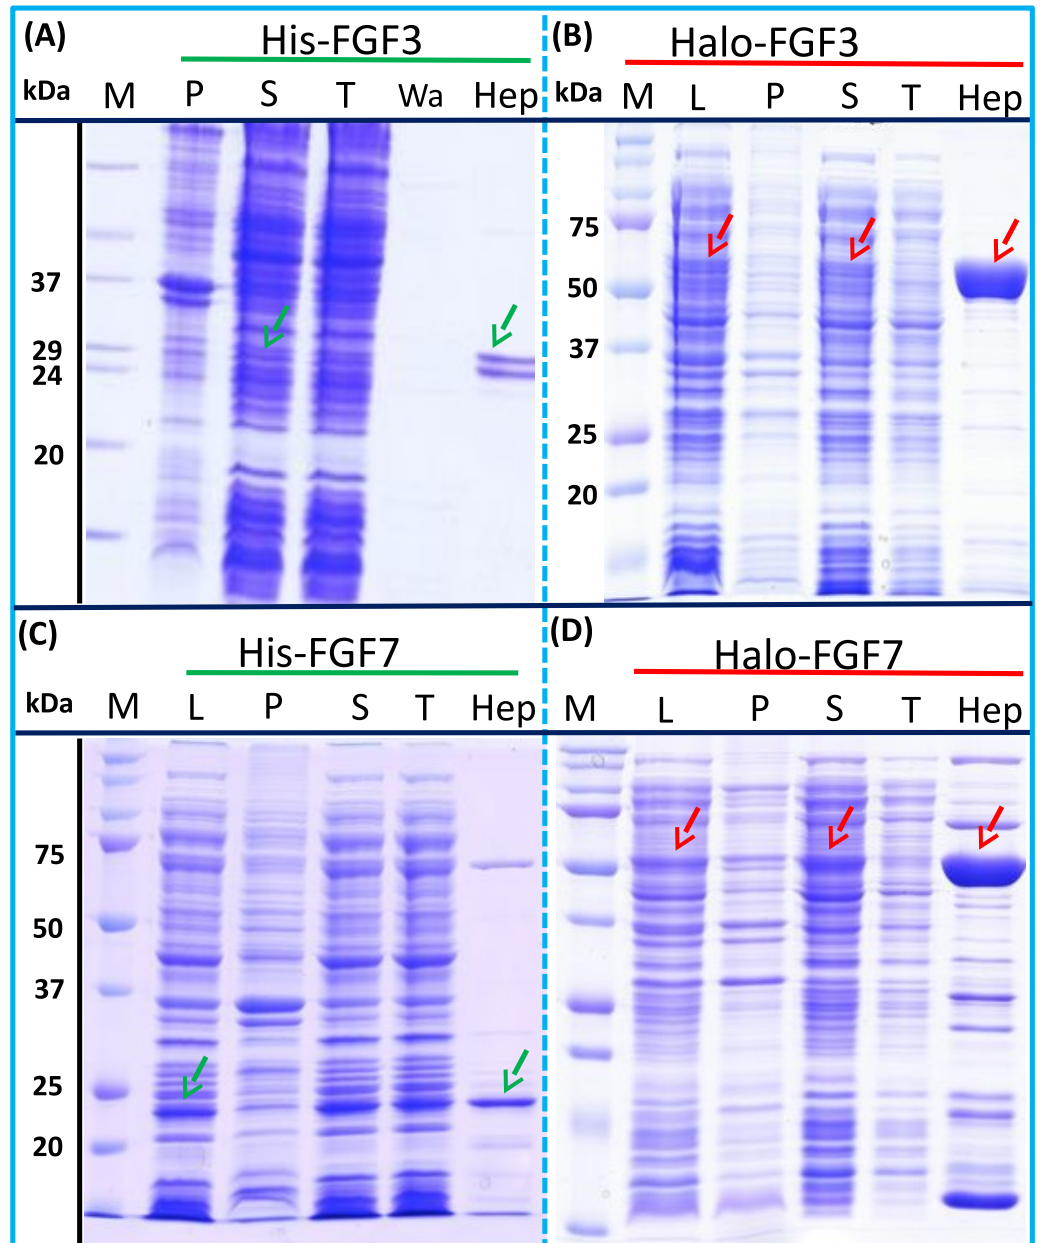 (A) His-FGF3
kDa M P S T Wa Hep
37
29
24
20
(B) Halo-FGF3
kDa M L P S T Hep
75
50
37
25
20
(C) His-FGF7
kDa M L P S T Hep
75
50
37
25
20
(D) Halo-FGF7
M L P S T Hep